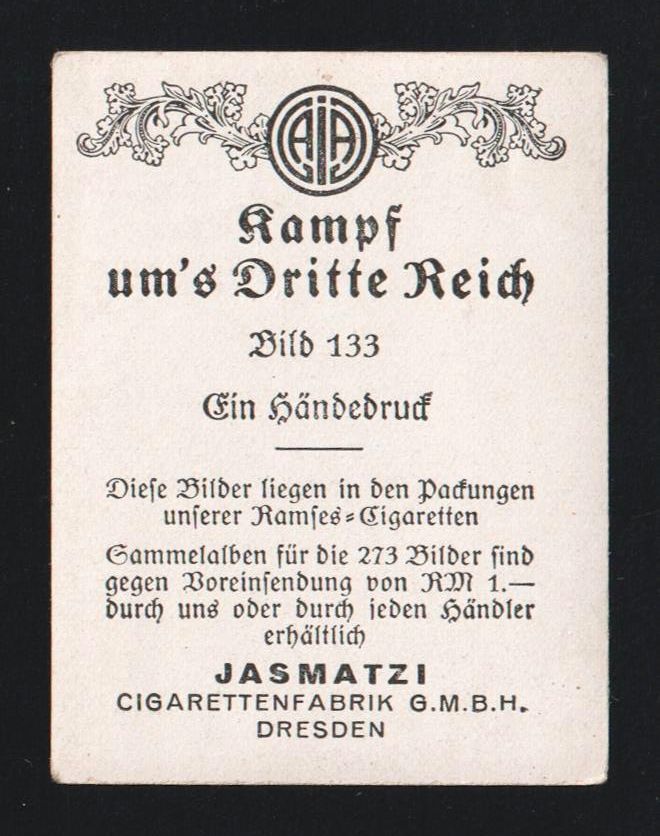 Kampf
um's Dritte Reich
Bild 133
Ein Händedruck
Diese Bilder liegen in den Packungen
unserer Ramses-Cigaretten
Sammelalben für die 273 Bilder sind
gegen Voreinsendung von RM 1.—
durch uns oder durch jeden Händler
erhältlich
JASMATZI
CIGARETTENFABRIK G.M.B.H.
DRESDEN